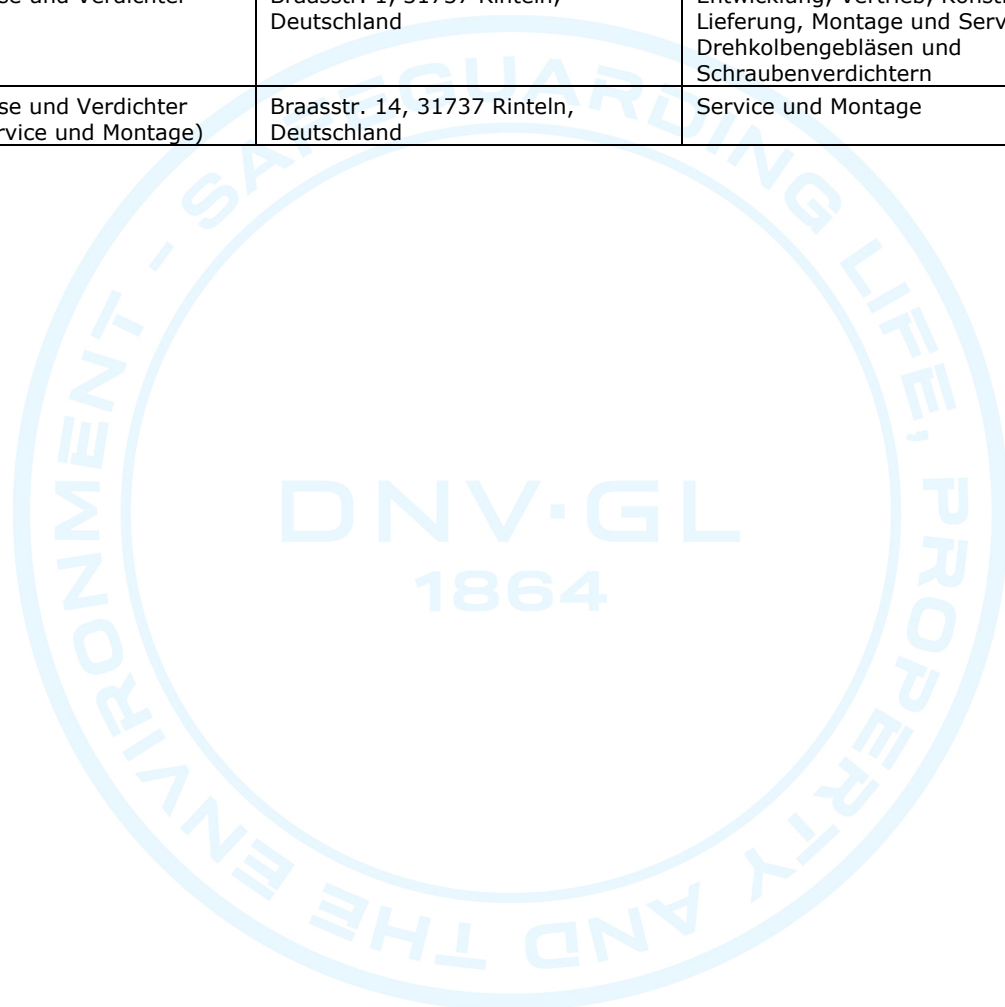 se und Verdichter
Braasstr. 1, 31737 Rinteln,
Deutschland
Entwicklung, Vertrieb,
Lieferung, Montage und Serv
Drehkolbengebläsen und
Schraubenverdichtern
se und Verdichter
rvice und Montage)
Braasstr. 14, 31737 Rinteln,
Deutschland
Service und Montage
SAFEGUARDING LIFE, PROPERTY AND THE ENVIRONMENT -
DNV·GL
1864